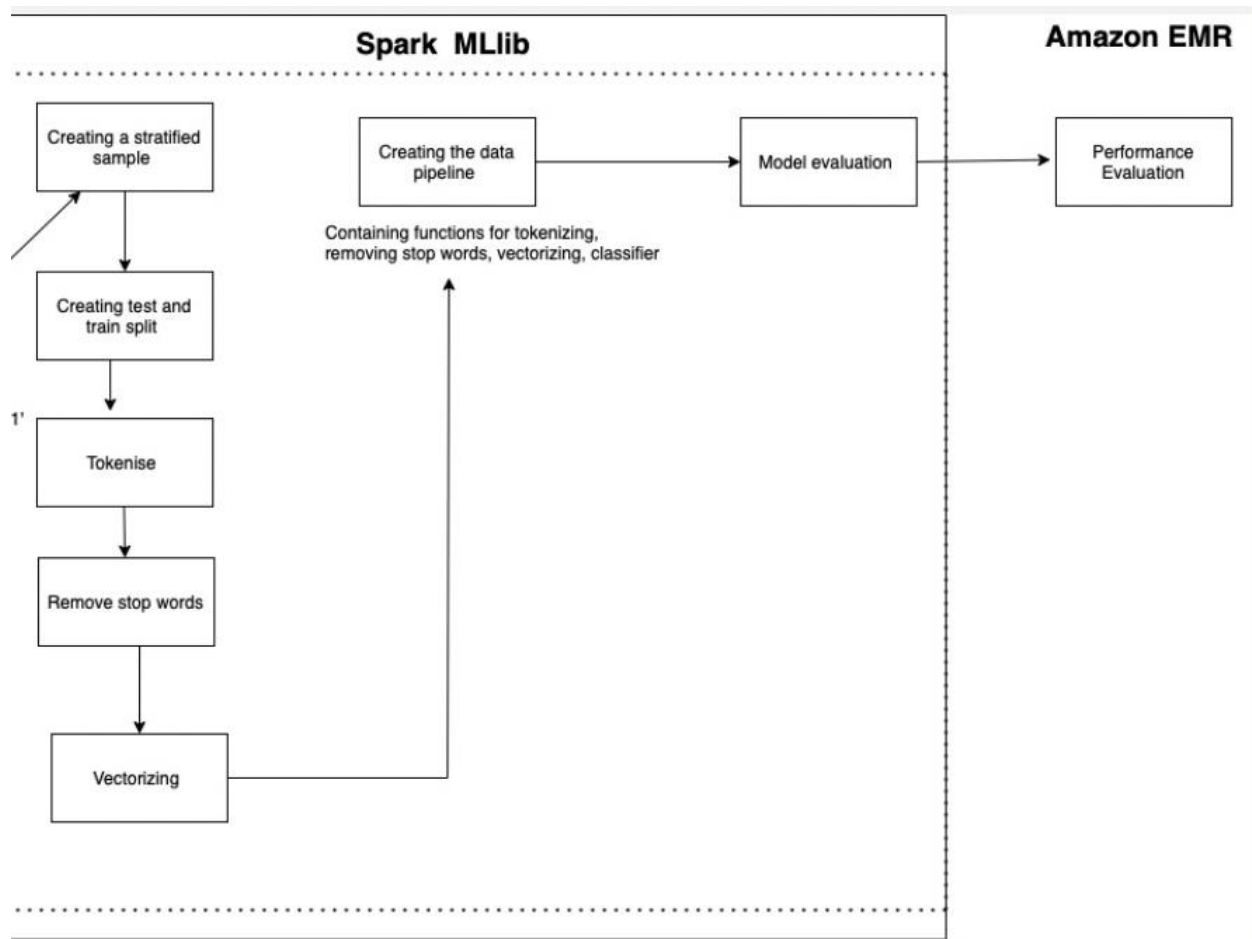 Spark MLlib
Amazon EMR
Creating a stratified
sample
Creating test and
train split
1'
Tokenise
Remove stop words
Vectorizing
Creating the data
pipeline
Containing functions for tokenizing,
removing stop words, vectorizing, classifier
Model evaluation
Performance
Evaluation